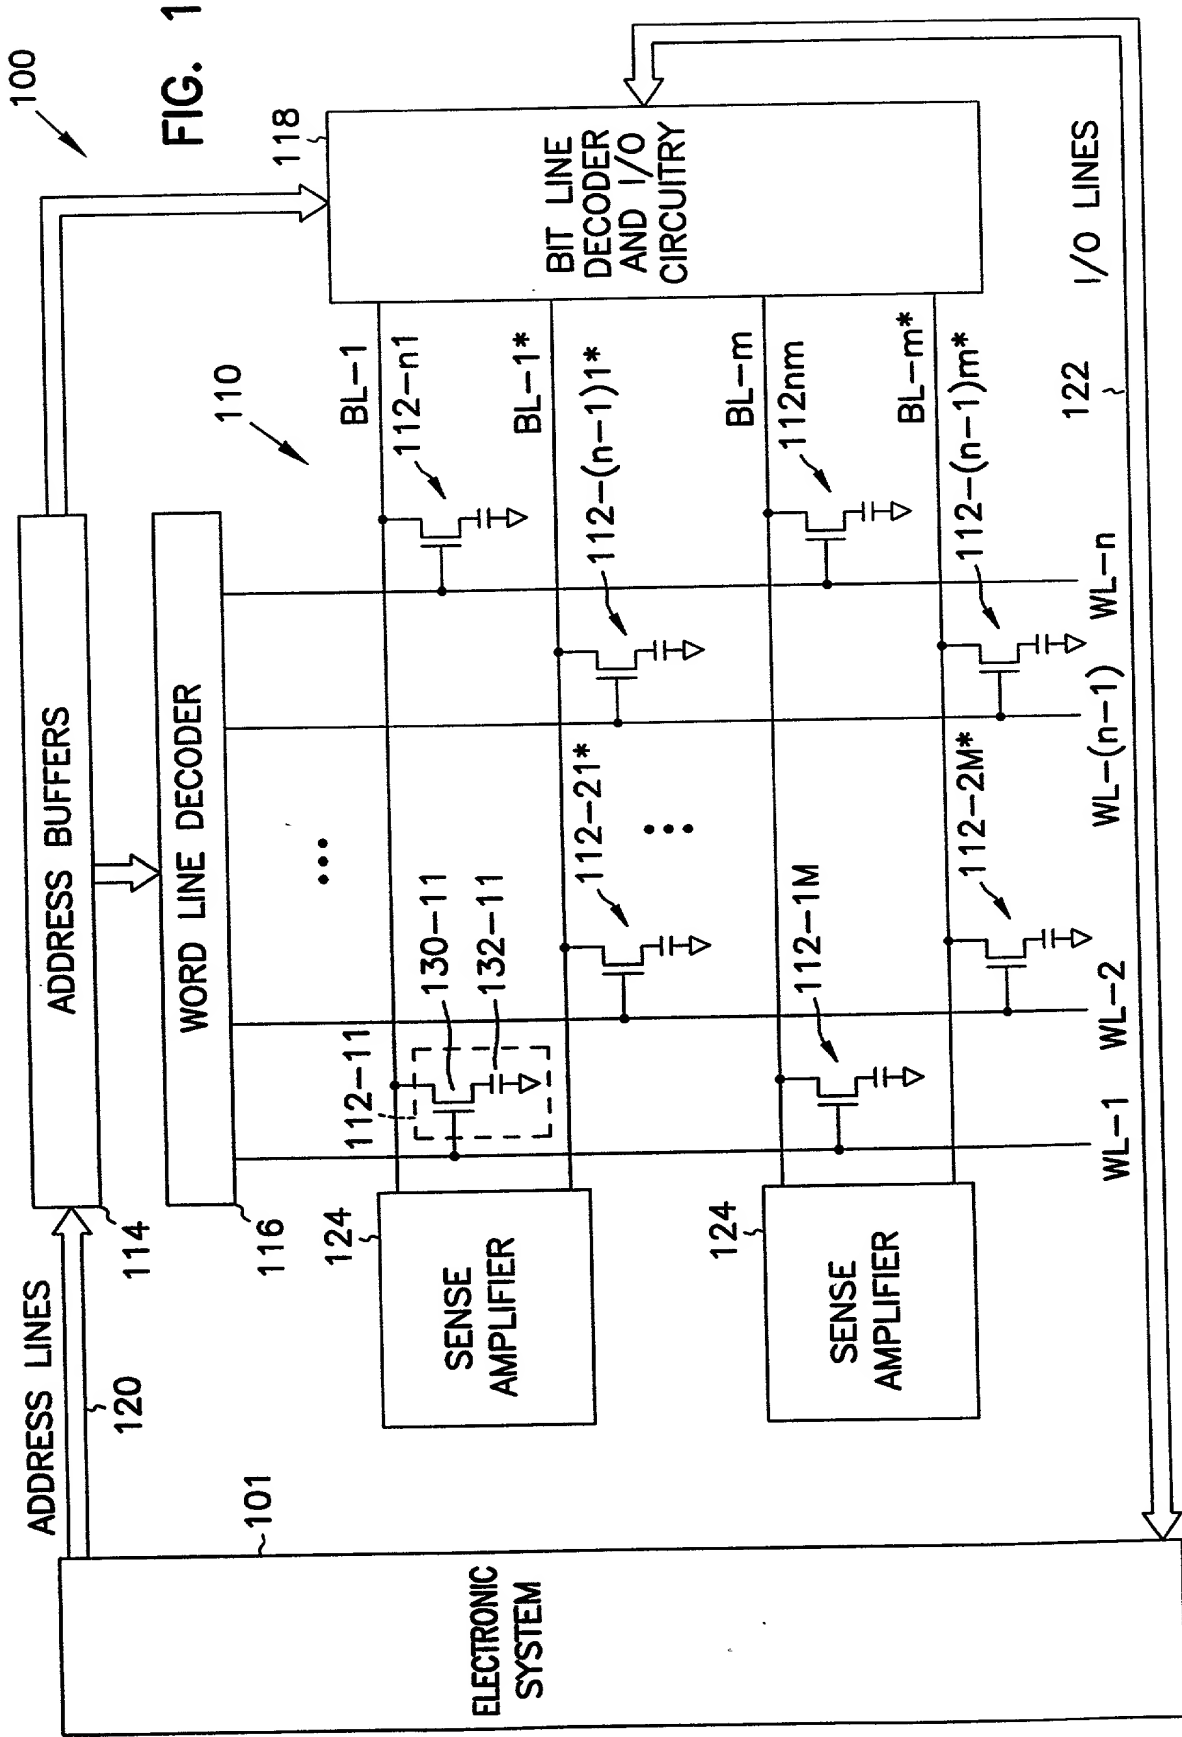 FIG. 1
100
ADDRESS LINES
120
114
ADDRESS BUFFERS
116
WORD LINE DECODER
110
118
BIT LINE
DECODER
AND I/O
CIRCUITRY
ELECTRONIC
SYSTEM
101
124
SENSE
AMPLIFIER
112-11
130-11
132-11
•••
BL-1
112-n1
112-21*
BL-1*
112-(n-1)1*
•••
124
SENSE
AMPLIFIER
112-1M
BL-m
112nm
112-2M*
BL-m*
112-(n-1)m*
WL-1
WL-2
WL-(n-1)
WL-n
122
I/O LINES